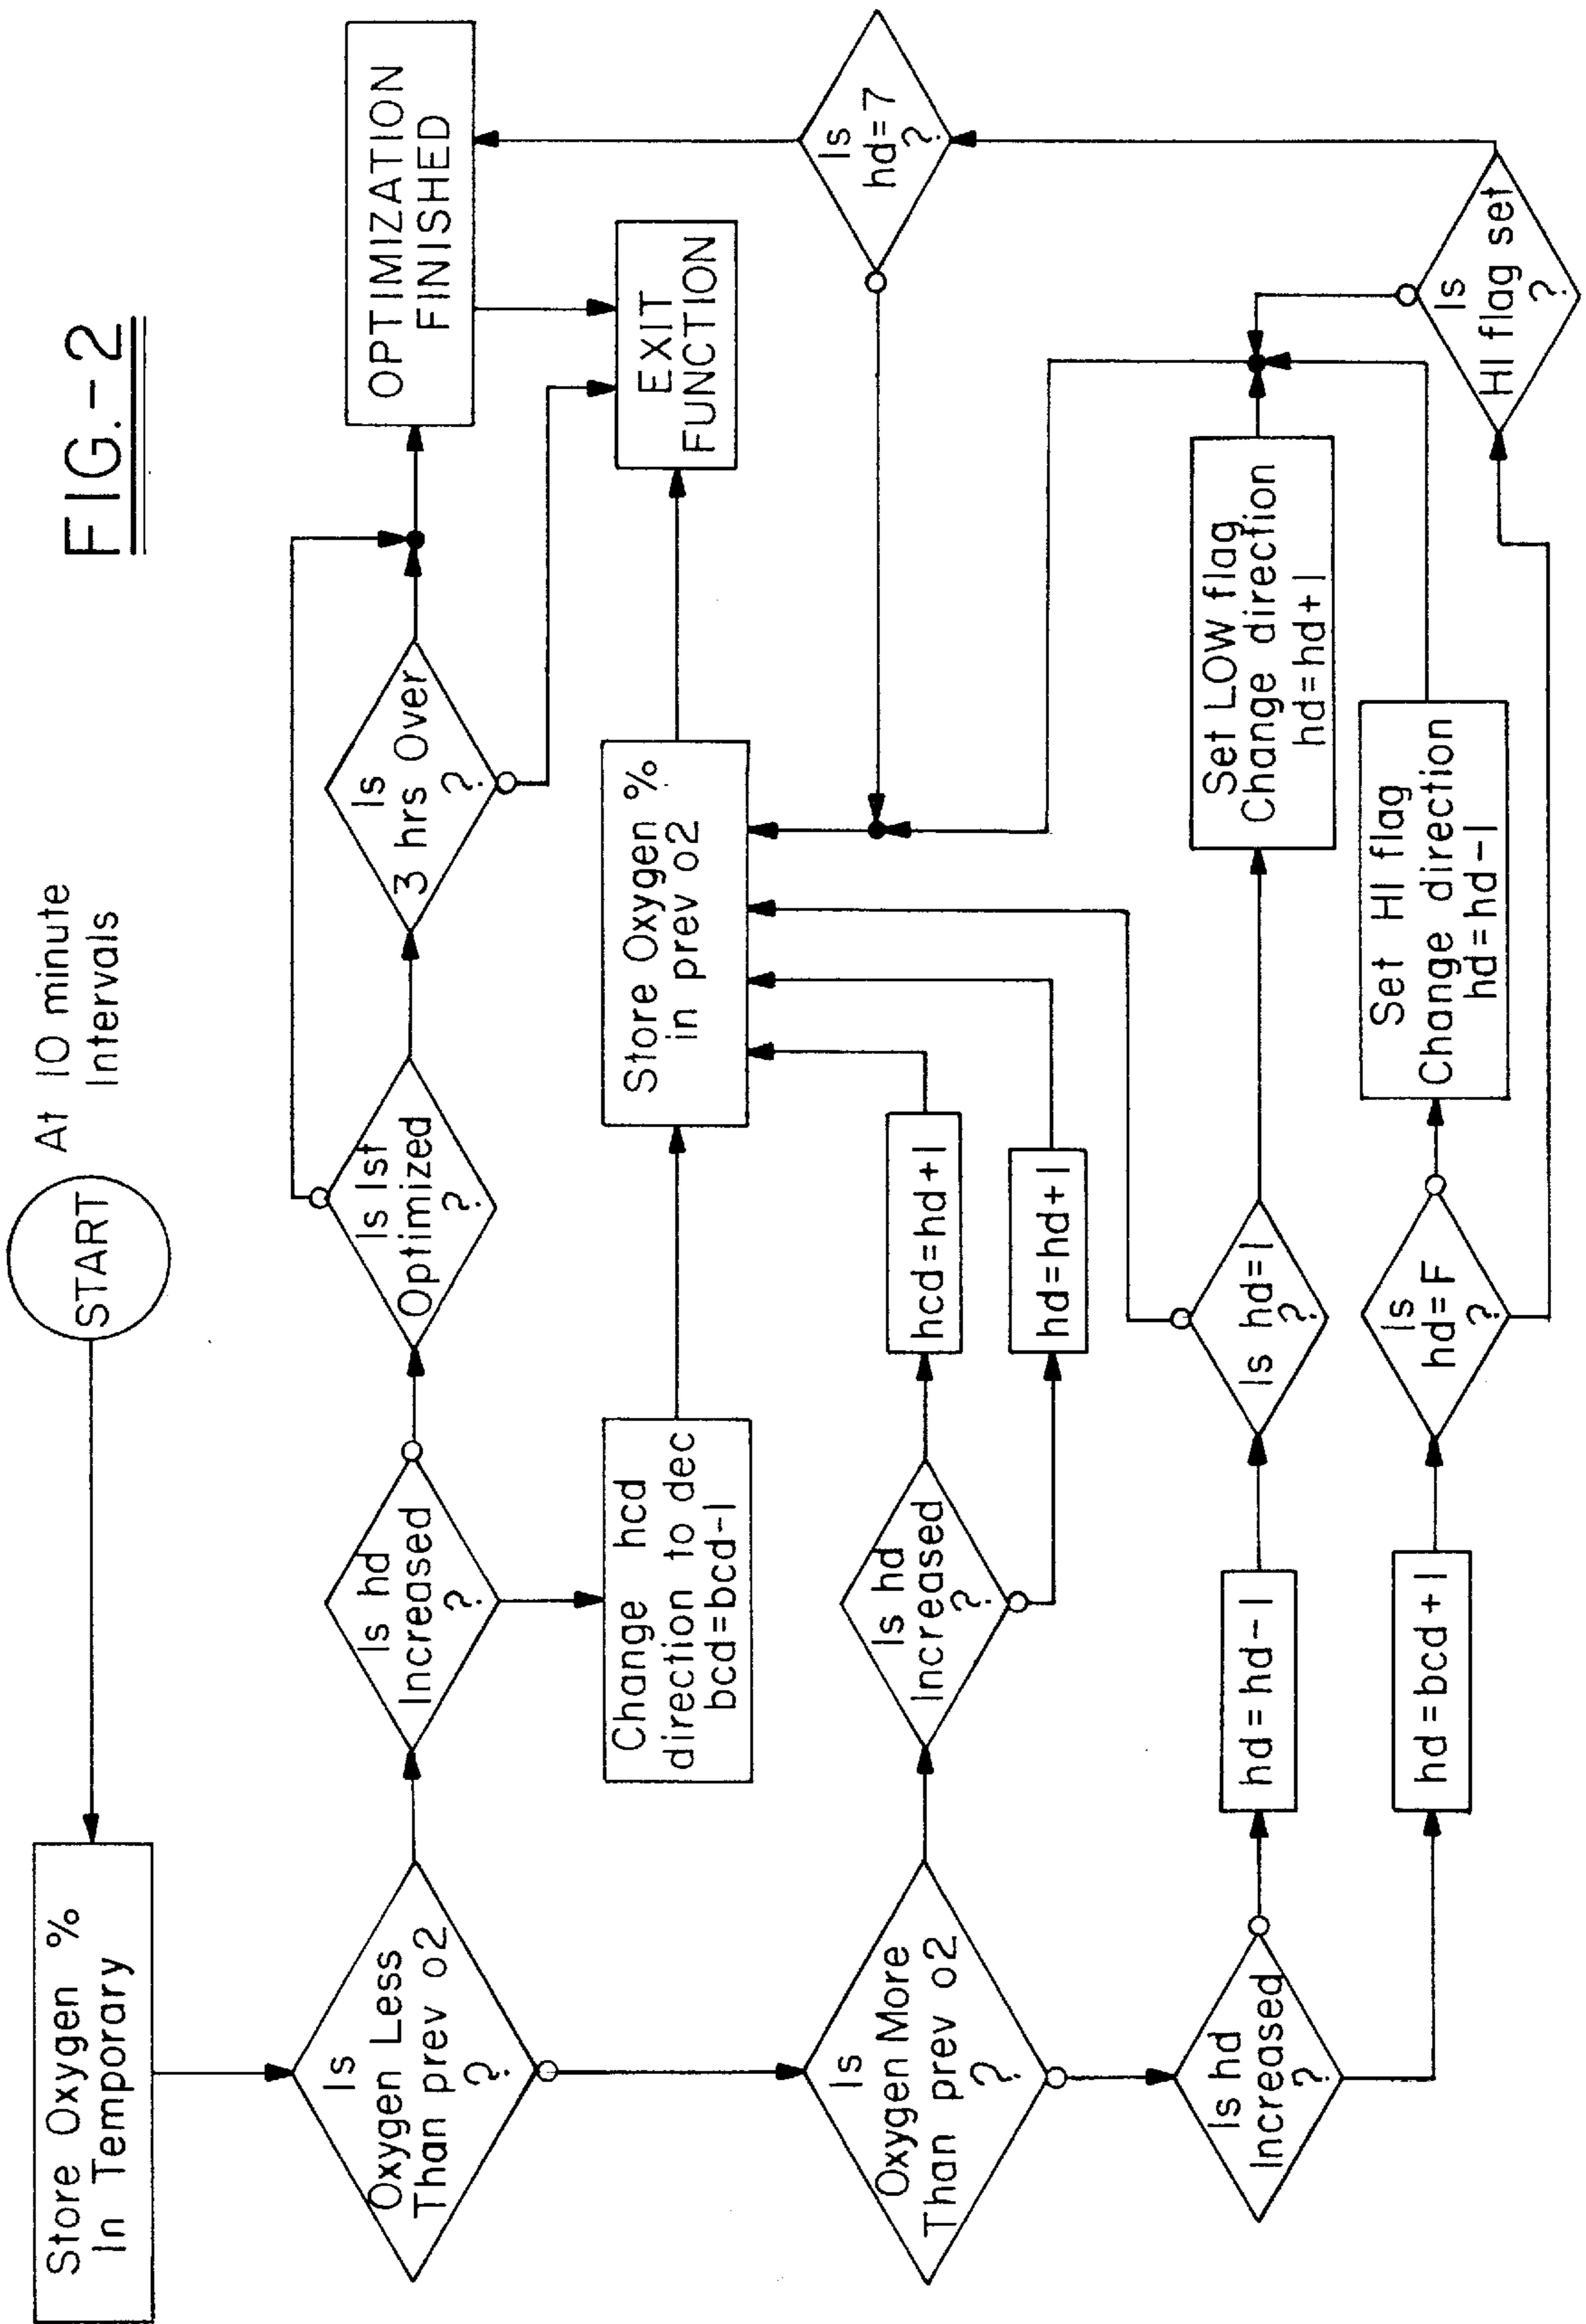 FIG.-2
At 10 minute
Intervals
START
Store Oxygen %
In Temporary
Is
Oxygen Less
Than prev o2
?
Is hd
Increased
?
Is 1st
Optimized
?
Is
3 hrs Over
?
OPTIMIZATION
FINISHED
Change hcd
direction to dec
bcd=bcd-1
Store Oxygen %
in prev o2
EXIT
FUNCTION
Is
Oxygen More
Than prev o2
?
Is hd
Increased
?
hcd=hd+1
hd=hd+1
Is
hd=7
?
Is hd
Increased
?
hd=hd-1
Is hd=1
?
Set LOW flag
Change direction
hd=hd+1
hd=bcd+1
Is
hd=F
?
Set HI flag
Change direction
hd=hd-1
Is
HI flag set
?